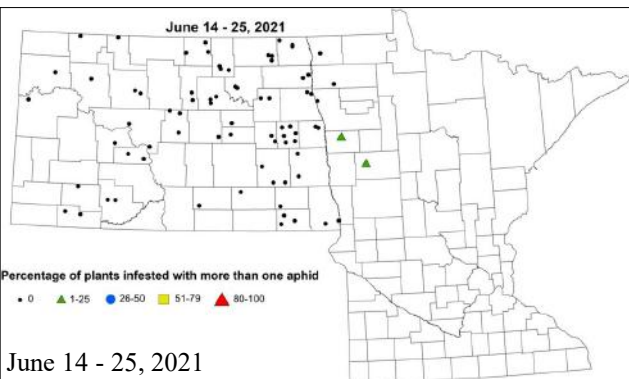 June 14 - 25, 2021
Percentage of plants infested with more than one aphid
0 1-25 26-50 51-79 80-100
June 14 - 25, 2021